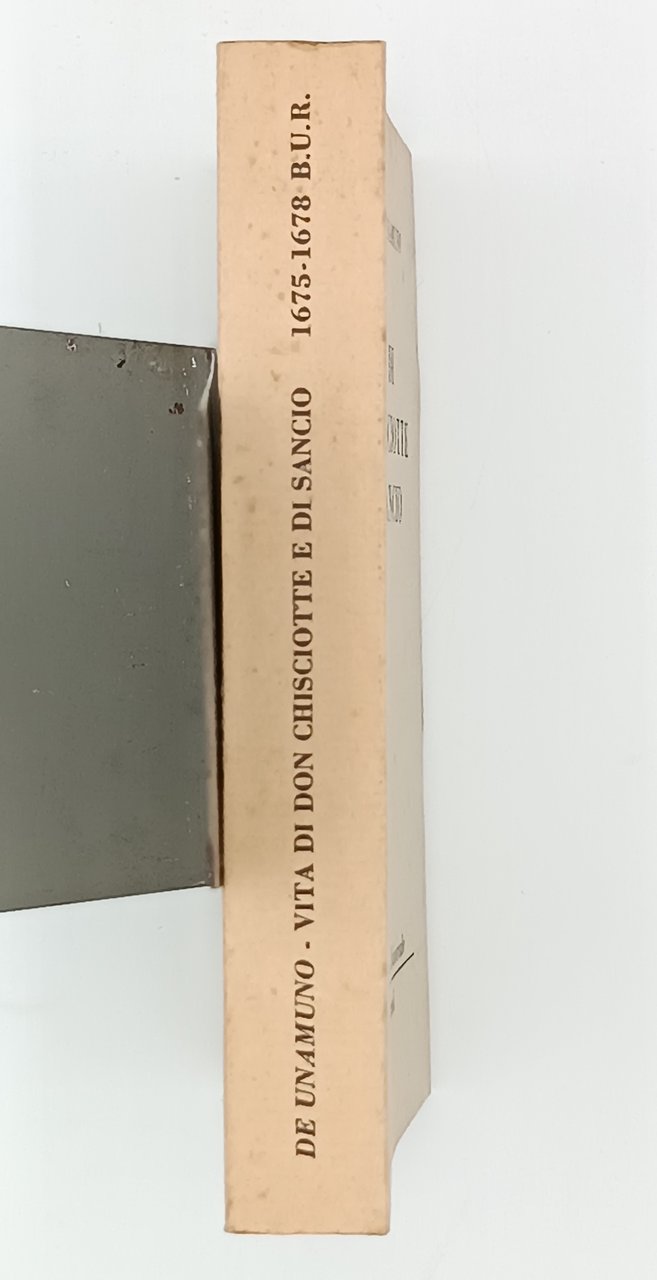 DE UNAMUNO - VITA DI DON CHISCIOTTE E DI SANCIO 1675-1678 B.U.R.